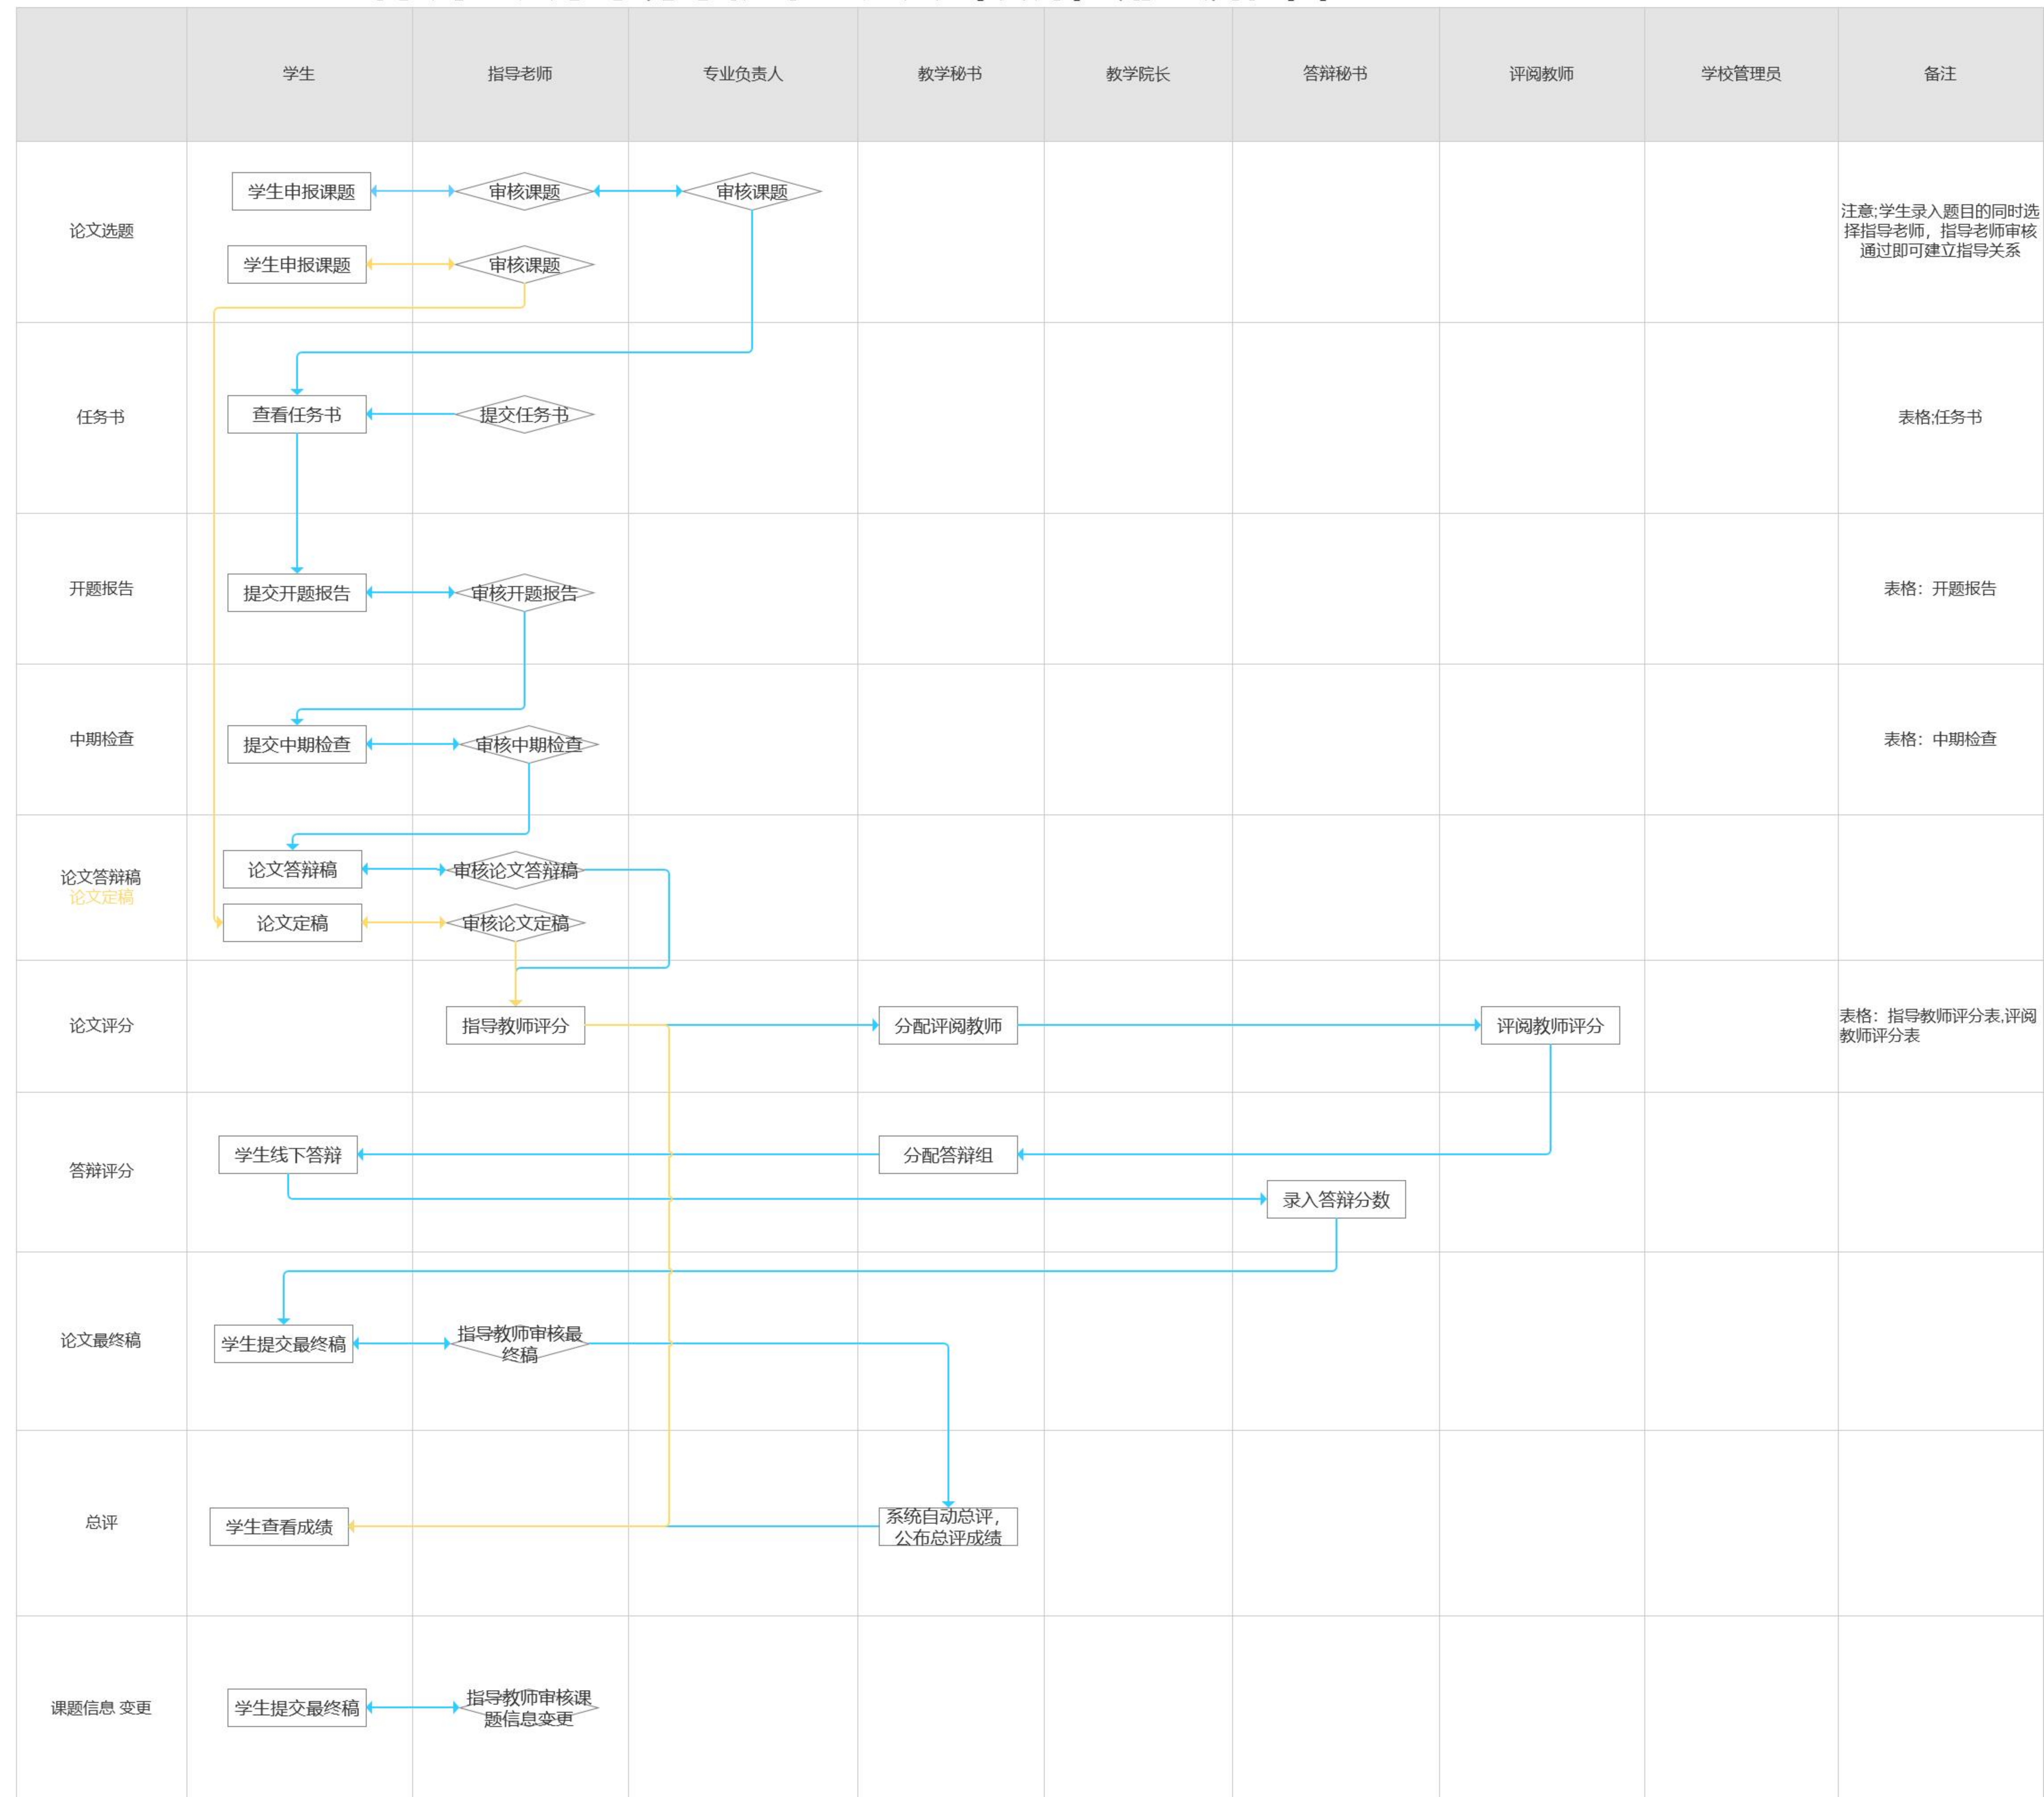 学生
指导老师
专业负责人
教学秘书
教学院长
答辩秘书
评阅教师
学校管理员
备注
论文选题
学生申报课题
审核课题
审核课题
学生申报课题
审核课题
注意;学生录入题目的同时选
择指导老师，指导老师审核
通过即可建立指导关系
任务书
查看任务书
提交任务书
表格;任务书
开题报告
提交开题报告
审核开题报告
表格：开题报告
中期检查
提交中期检查
审核中期检查
表格：中期检查
论文答辩稿
论文定稿
论文答辩稿
审核论文答辩稿
论文定稿
审核论文定稿
论文评分
指导教师评分
分配评阅教师
评阅教师评分
表格：指导教师评分表,评阅
教师评分表
答辩评分
学生线下答辩
分配答辩组
录入答辩分数
论文最终稿
学生提交最终稿
指导教师审核最
终稿
总评
学生查看成绩
系统自动总评，
公布总评成绩
课题信息 变更
学生提交最终稿
指导教师审核课
题信息变更